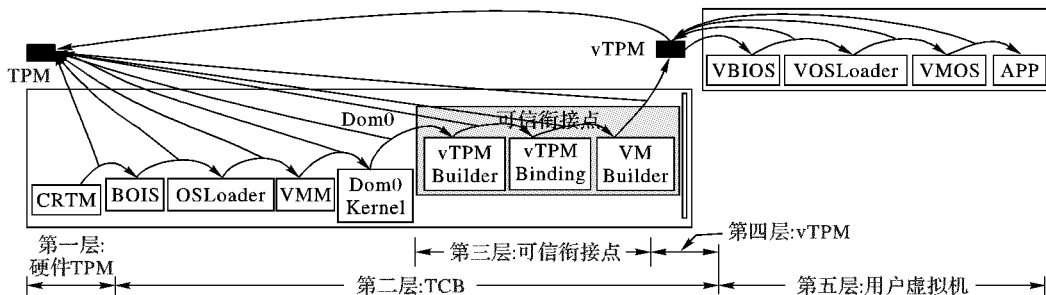 TPM
vTPM
VBIOS
VOSLoader
VMOS
APP
Dom0
可信衔接点
CRTM
BOIS
OSLoader
VMM
Dom0
Kernel
vTPM
Builder
vTPM
Binding
VM
Builder
第一层:
硬件TPM
第三层:可信衔接点
第四层:vTPM
第二层:TCB
第五层:用户虚拟机